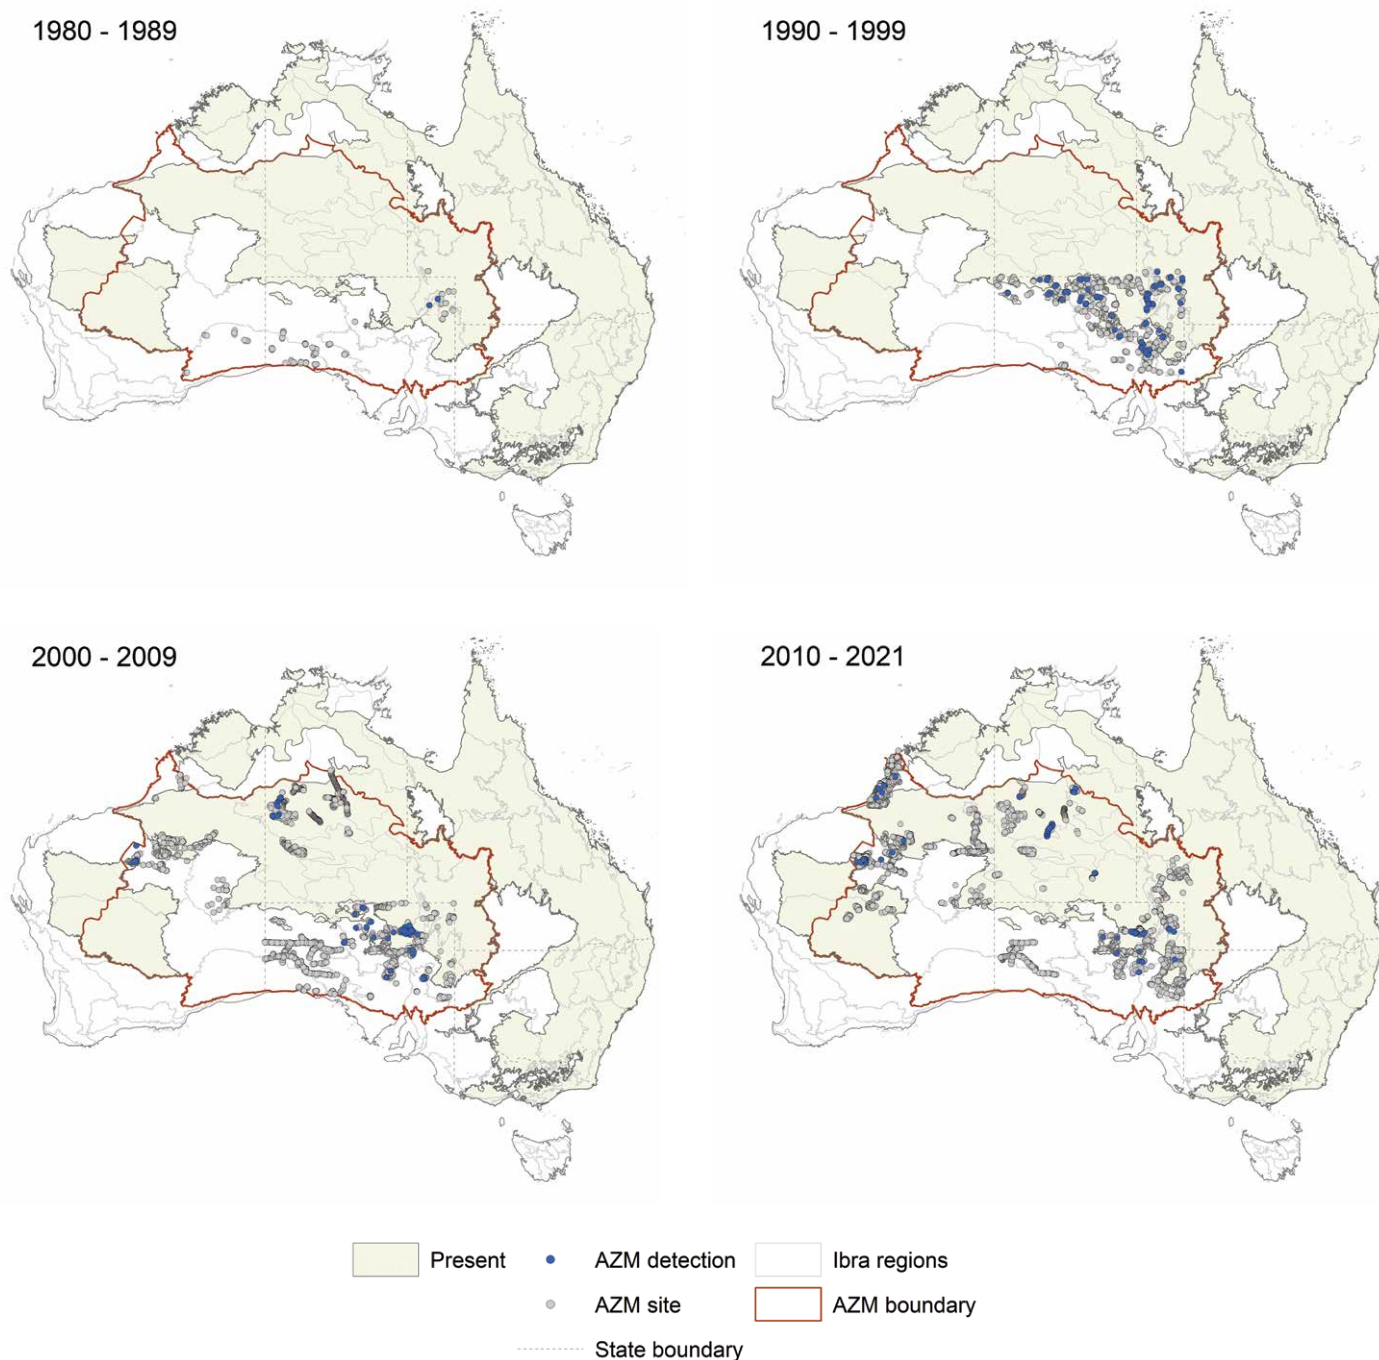 1980 - 1989
1990 - 1999
2000 - 2009
2010 - 2021
Present
AZM detection
Ibra regions
AZM site
AZM boundary
State boundary